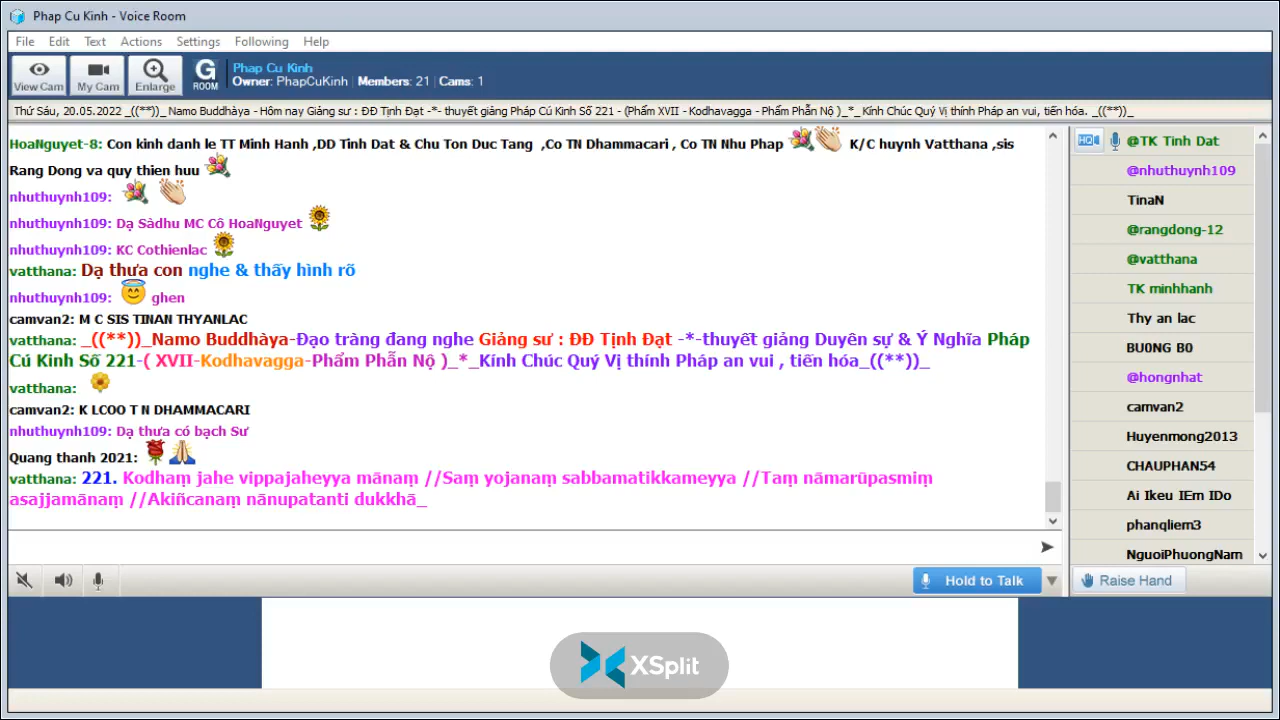 Phap Cu Kinh - Voice Room
File Edit Text Actions Settings Following Help
View Cam My Cam Enlarge G ROOM
Phap Cu Kinh
Owner: PhapCuKinh | Members: 21 | Cams: 1
Thứ Sáu, 20.05.2022 _((**))_ Namo Buddhàya - Hôm nay Giảng sư : ĐĐ Tịnh Đạt -*- thuyết giảng Pháp Cú Kinh Số 221 - (Phẩm XVII - Kodhavagga - Phẩm Phẫn Nộ )_*_ Kính Chúc Quý Vị thính Pháp an vui, tiến hóa. _((**))_
HoaNguyet-8: Con kinh danh le TT Minh Hanh ,DD Tinh Dat & Chu Ton Duc Tang ,Co TN Dhammacari , Co TN Nhu Phap K/C huynh Vatthana ,sis
Rang Dong va quy thien huu
nhuthuynh109:
nhuthuynh109: Dạ Sàdhu MC Cô HoaNguyet
nhuthuynh109: KC Cothienlac
vatthana: Dạ thưa con nghe & thấy hình rõ
nhuthuynh109: ghen
camvan2: M C SIS TINAN THYANLAC
vatthana: _((**))_Namo Buddhàya-Đạo tràng đang nghe Giảng sư : ĐĐ Tịnh Đạt -*-thuyết giảng Duyên sự & Ý Nghĩa Pháp
Cú Kinh Số 221-( XVII-Kodhavagga-Phẩm Phẫn Nộ )_*_Kính Chúc Quý Vị thính Pháp an vui , tiến hóa_((**))_
vatthana:
camvan2: K LCOO T N DHAMMACARI
nhuthuynh109: Dạ thưa có bạch Sư
Quang thanh 2021:
vatthana: 221. Kodhaṃ jahe vippajaheyya mānaṃ //Saṃ yojanaṃ sabbamatikkameyya //Taṃ nāmarūpasmiṃ
asajjamānaṃ //Akiñcanaṃ nānupatanti dukkhā_
HD
@TK Tinh Dat
@nhuthuynh109
TinaN
@rangdong-12
@vatthana
TK minhhanh
Thy an lac
BU0NG B0
@hongnhat
camvan2
Huyenmong2013
CHAUPHAN54
Ai Ikeu IEm IDo
phanqliem3
NguoiPhuongNam
Hold to Talk
Raise Hand
XSplit